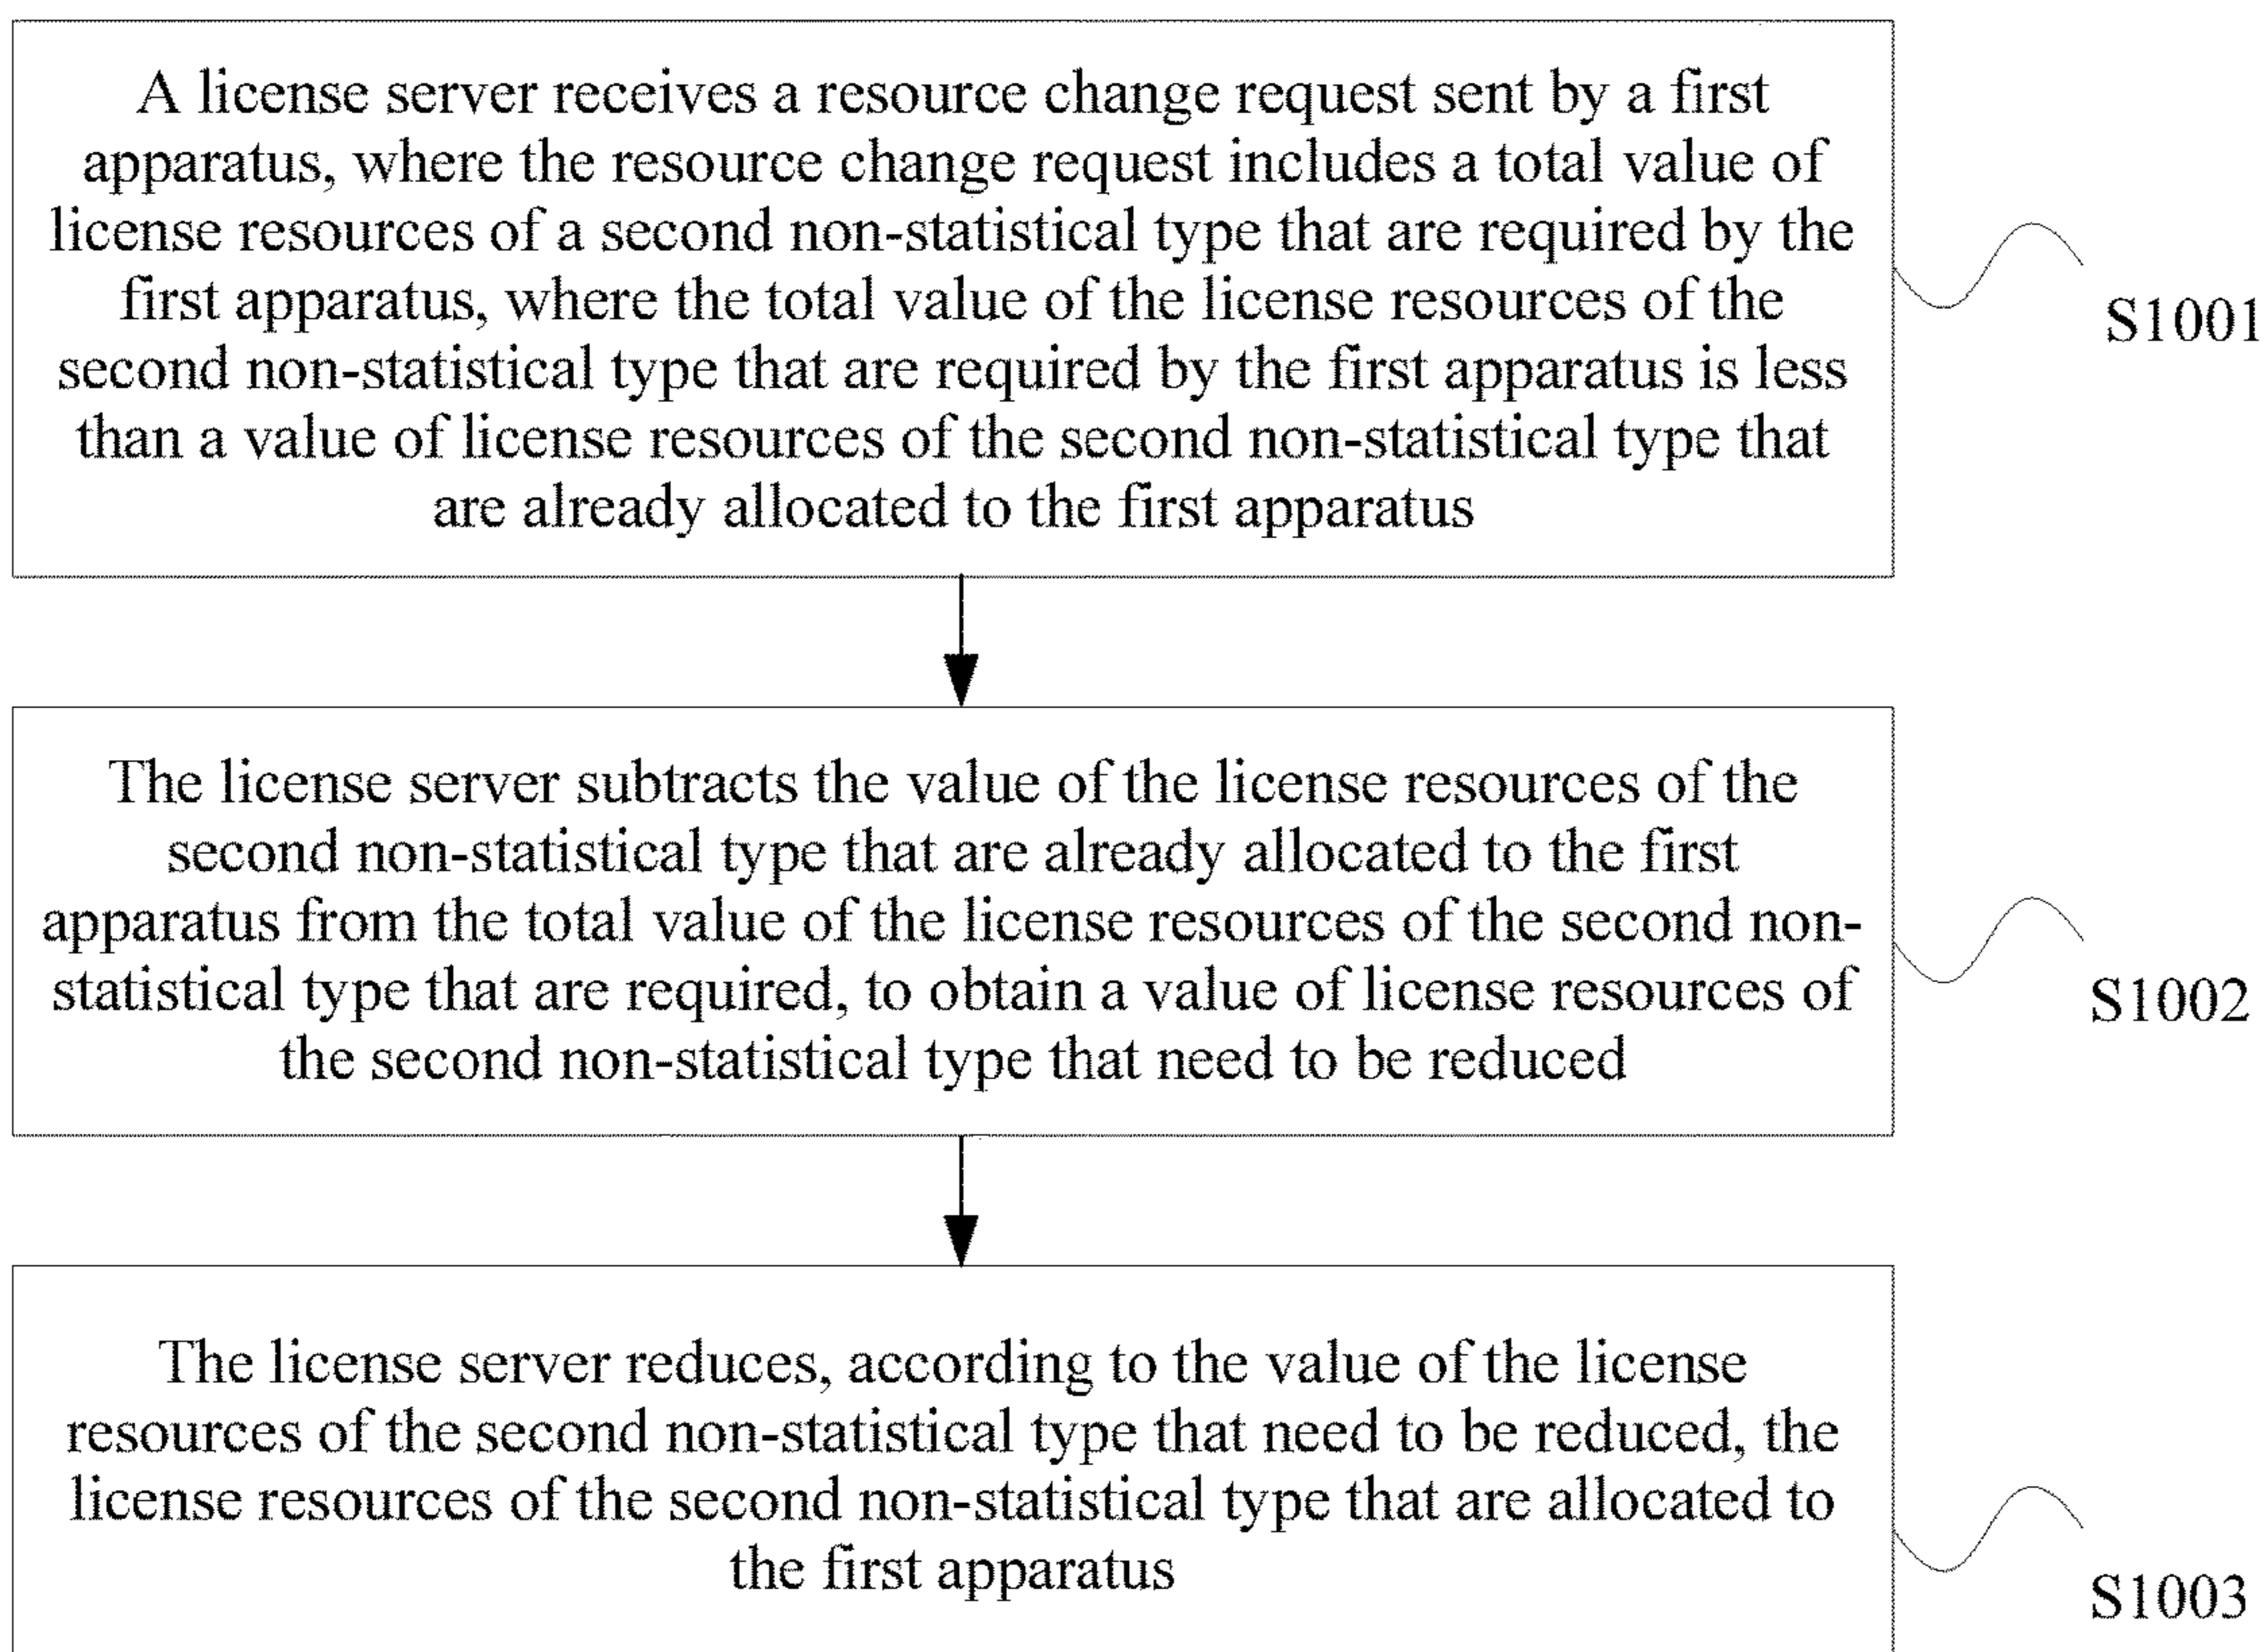 A license server receives a resource change request sent by a first
apparatus, where the resource change request includes a total value of
license resources of a second non-statistical type that are required by the
first apparatus, where the total value of the license resources of the
second non-statistical type that are required by the first apparatus is less
than a value of license resources of the second non-statistical type that
are already allocated to the first apparatus
S1001
The license server subtracts the value of the license resources of the
second non-statistical type that are already allocated to the first
apparatus from the total value of the license resources of the second non-
statistical type that are required, to obtain a value of license resources of
the second non-statistical type that need to be reduced
S1002
The license server reduces, according to the value of the license
resources of the second non-statistical type that need to be reduced, the
license resources of the second non-statistical type that are allocated to
the first apparatus
S1003